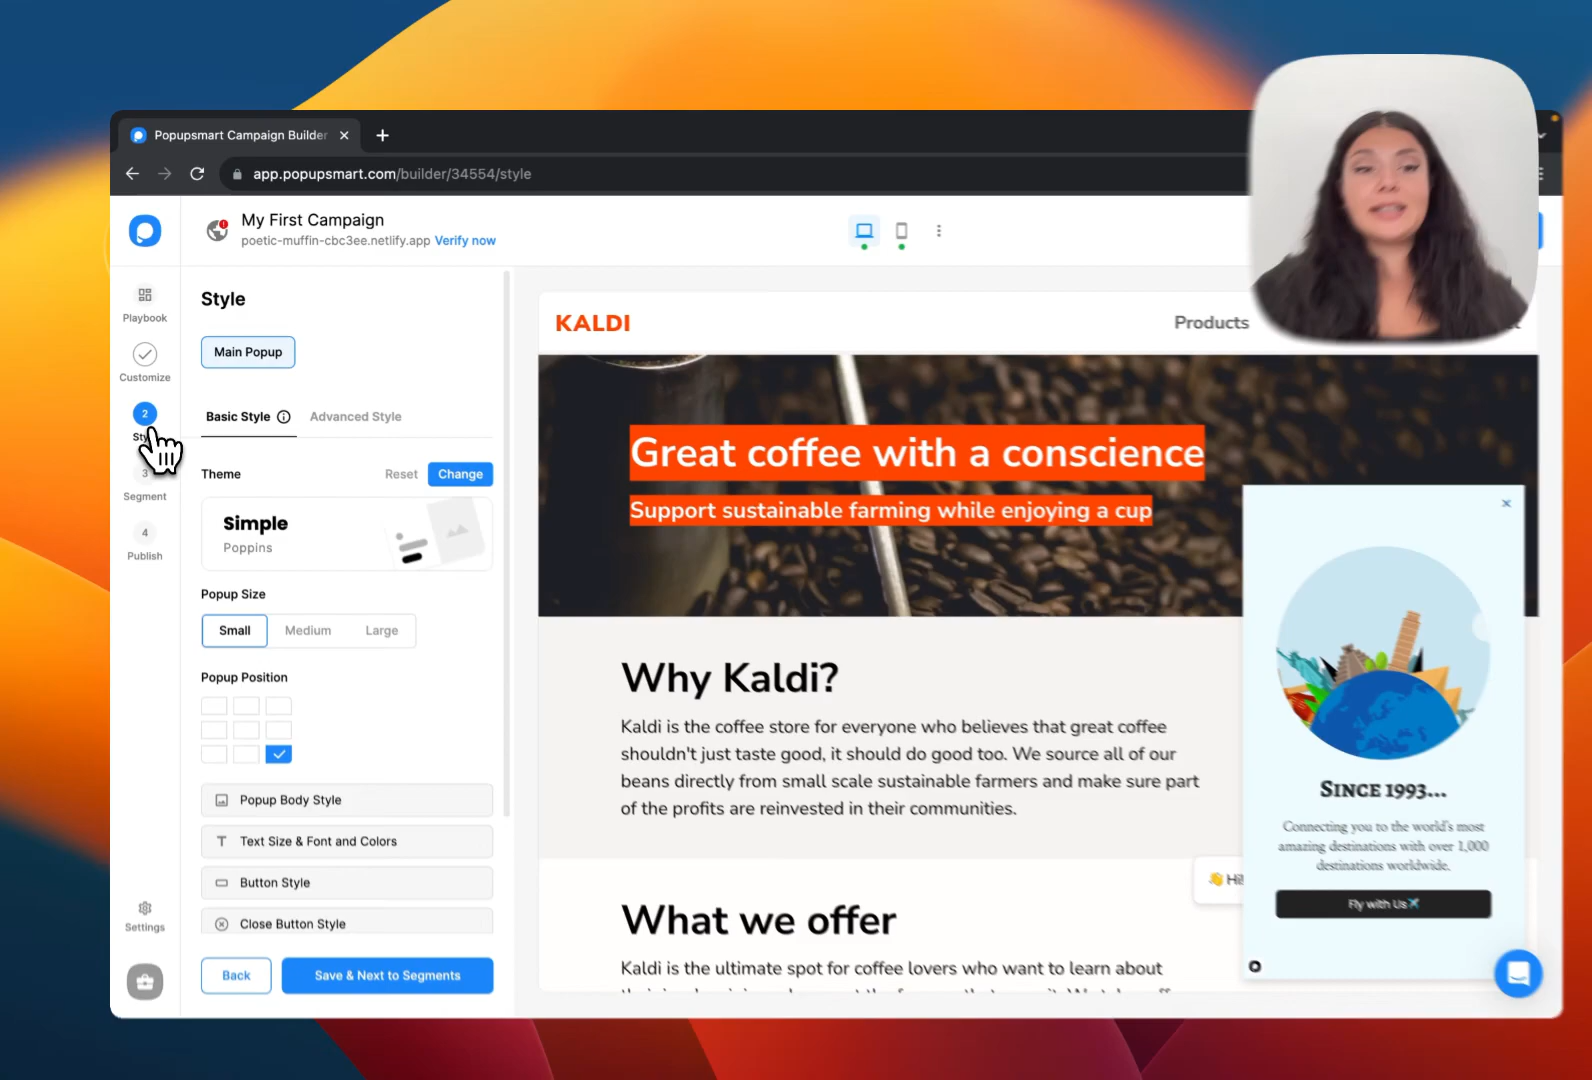 Popupsmart Campaign Builder
app.popupsmart.com/builder/34554/style
My First Campaign
poetic-muffin-cbc3ee.netlify.app Verify now
Playbook
Customize
2
3
Segment
4
Publish
Settings
Style
Main Popup
Basic Style
Advanced Style
Theme
Reset
Change
Simple
Poppins
Popup Size
Small
Medium
Large
Popup Position
Popup Body Style
Text Size & Font and Colors
Button Style
Close Button Style
Back
Save & Next to Segments
KALDI
Products
Great coffee with a conscience
Support sustainable farming while enjoying a cup
Why Kaldi?
Kaldi is the coffee store for everyone who believes that great coffee
shouldn't just taste good, it should do good too. We source all of our
beans directly from small scale sustainable farmers and make sure part
of the profits are reinvested in their communities.
What we offer
Kaldi is the ultimate spot for coffee lovers who want to learn about
👋 Hi!
Since 1993...
Connecting you to the world's most
amazing destinations with over 1,000
destinations worldwide.
Fly with Us✈